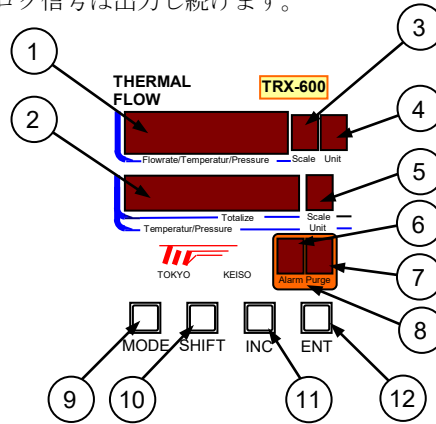 ログ信号は出力し続けます。
1
3
THERMAL
FLOW
TRX-600
4
2
Flowrate/Temperatur/Pressure
Scale
Unit
5
Totalize
Scale
Temperatur/Pressure
Unit
6
TOKYO
KEISO
7
Alarm Purge
8
MODE
SHIFT
INC
ENT
9
10
11
12